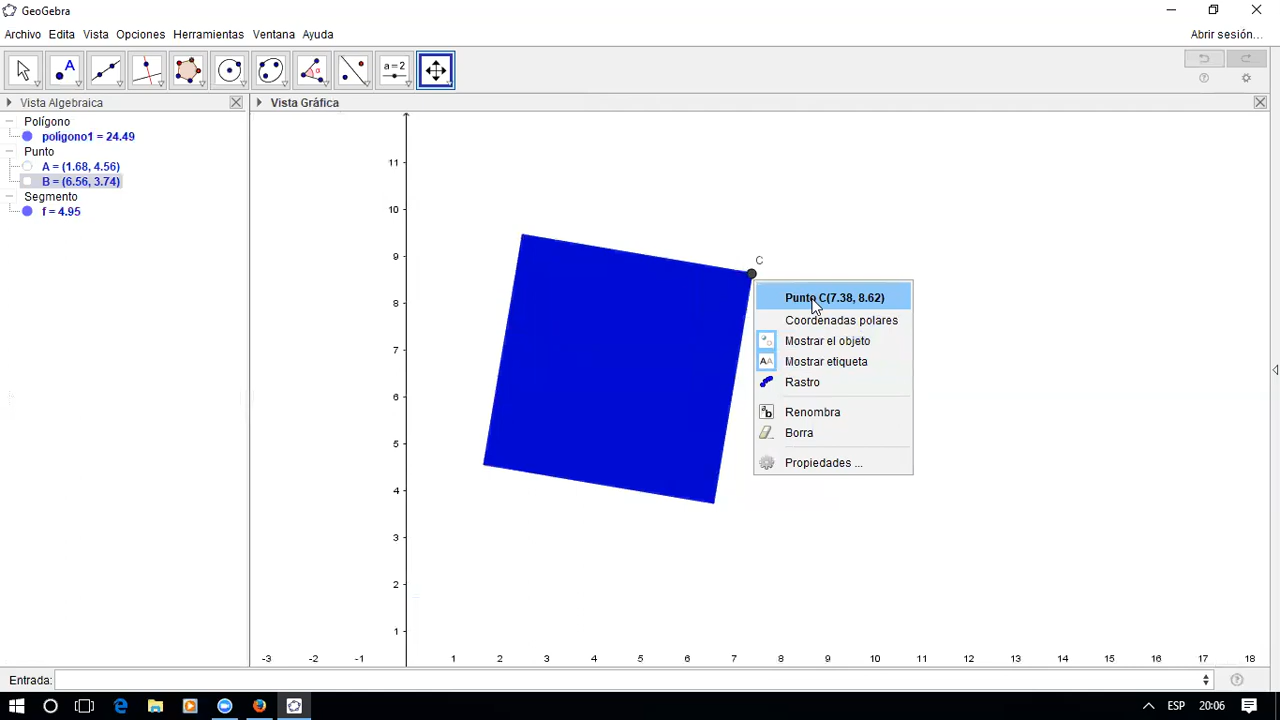 GeoGebra
Archivo Edita Vista Opciones Herramientas Ventana Ayuda
Abrir sesión...
A
a = 2
α
Vista Algebraica
Vista Gráfica
Polígono
polígono1 = 24.49
Punto
A = (1.68, 4.56)
B = (6.56, 3.74)
Segmento
f = 4.95
11
10
9
8
7
6
5
4
3
2
1
-3 -2 -1 1 2 3 4 5 6 7 8 9 10 11 12 13 14 15 16 17 18
C
Punto C(7.38, 8.62)
Coordenadas polares
Mostrar el objeto
AA Mostrar etiqueta
Rastro
ab Renombra
Borra
Propiedades ...
Entrada:
ESP 20:06